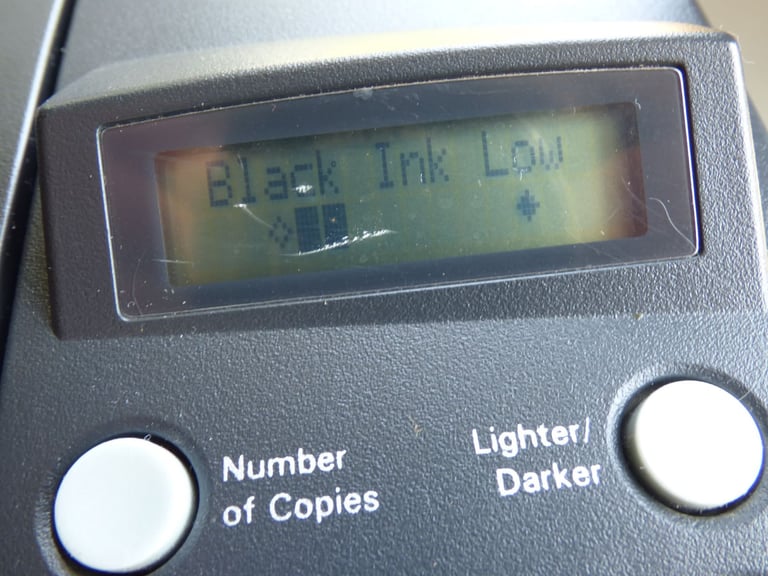 Black Ink Low
Number
of Copies
Lighter/
Darker